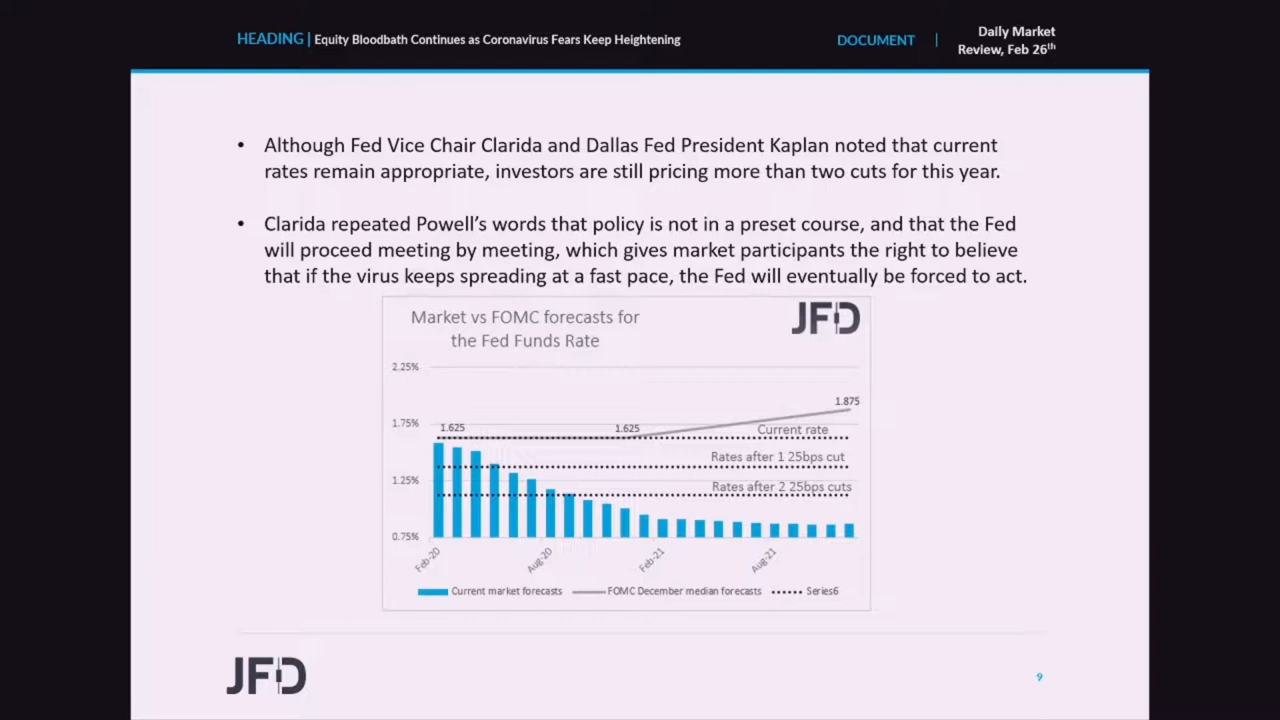 HEADING | Equity Bloodbath Continues as Coronavirus Fears Keep Heightening
DOCUMENT | Daily Market
Review, Feb 26th
• Although Fed Vice Chair Clarida and Dallas Fed President Kaplan noted that current
rates remain appropriate, investors are still pricing more than two cuts for this year.
• Clarida repeated Powell’s words that policy is not in a preset course, and that the Fed
will proceed meeting by meeting, which gives market participants the right to believe
that if the virus keeps spreading at a fast pace, the Fed will eventually be forced to act.
Market vs FOMC forecasts for
the Fed Funds Rate
JFD
2.25%
1.875
1.75%
1.625
1.625
Current rate
Rates after 1 25bps cut
1.25%
Rates after 2 25bps cuts
0.75%
Feb-20
Aug-20
Feb-21
Aug-21
Current market forecasts
FOMC December median forecasts
Series6
JFD
9